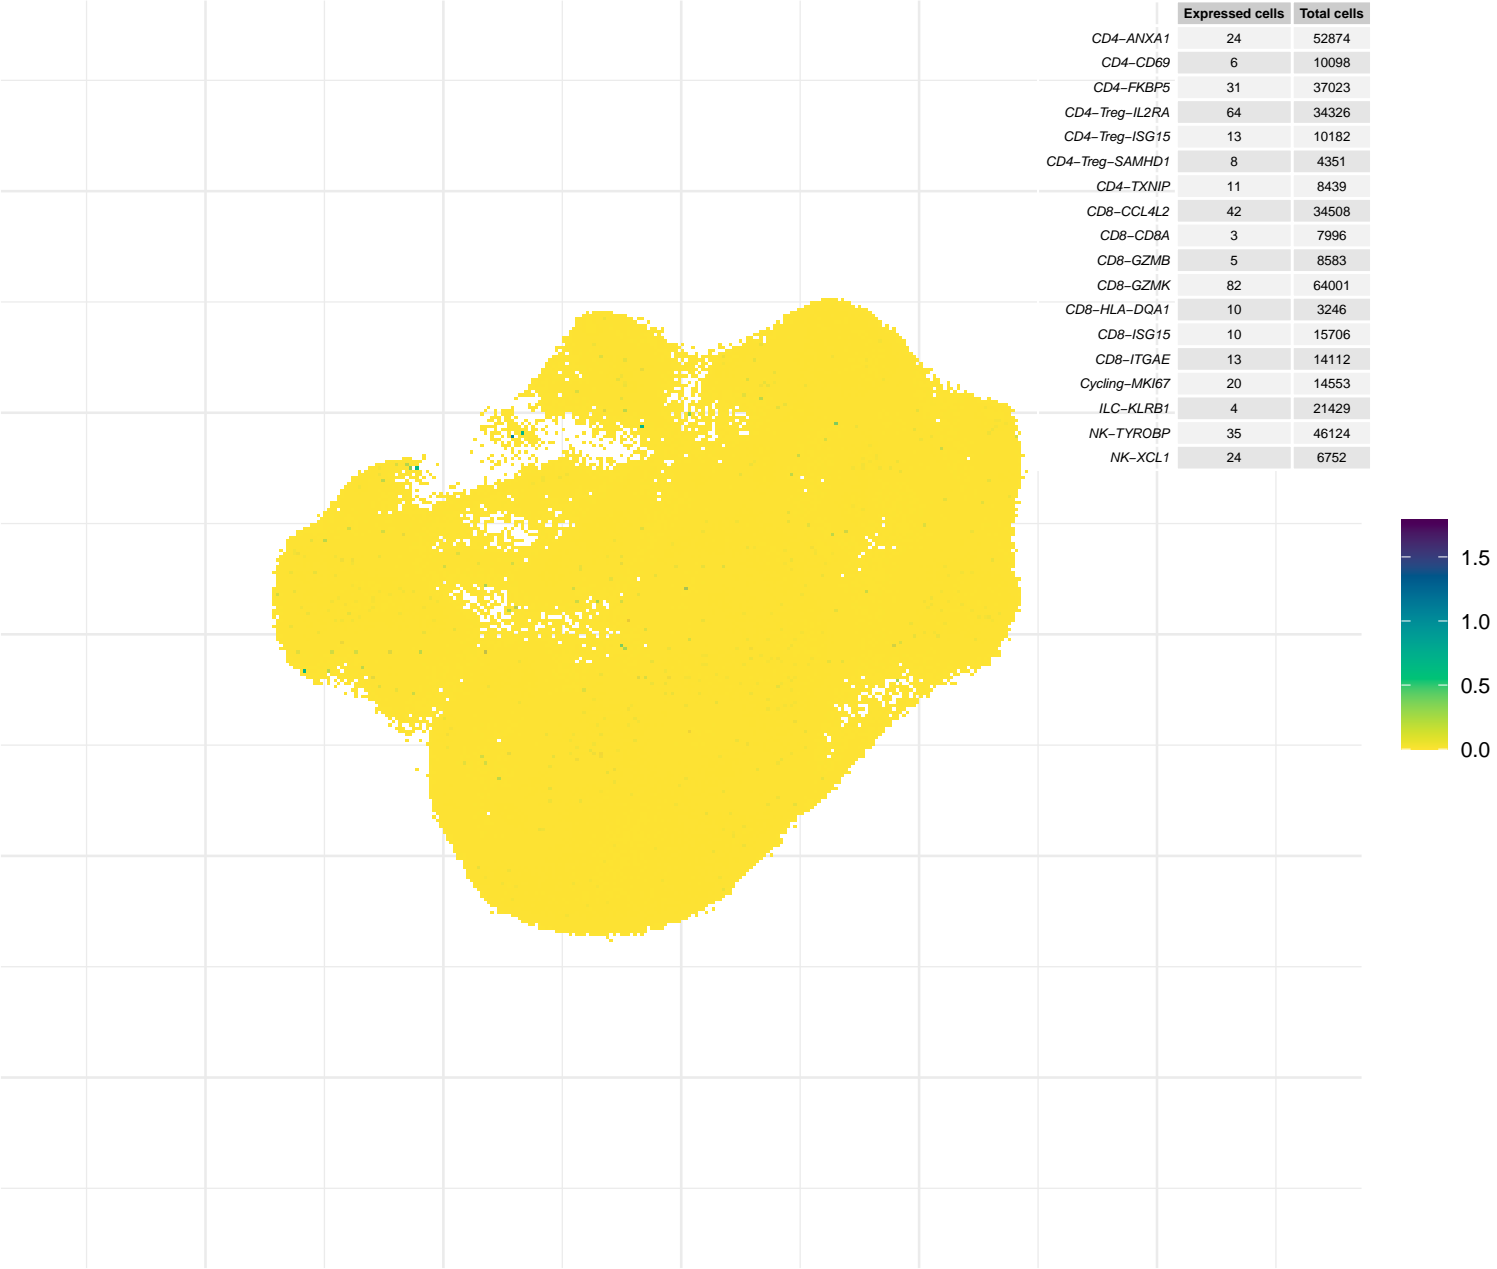 Expressed cells Total cells
CD4−ANXA1 24 52874
CD4−CD69 6 10098
CD4−FKBP5 31 37023
CD4−Treg−IL2RA 64 34326
CD4−Treg−ISG15 13 10182
CD4−Treg−SAMHD1 8 4351
CD4−TXNIP 11 8439
CD8−CCL4L2 42 34508
CD8−CD8A 3 7996
CD8−GZMB 5 8583
CD8−GZMK 82 64001
CD8−HLA−DQA1 10 3246
CD8−ISG15 10 15706
CD8−ITGAE 13 14112
Cycling−MKI67 20 14553
ILC−KLRB1 4 21429
NK−TYROBP 35 46124
NK−XCL1 24 6752
1.5
1.0
0.5
0.0